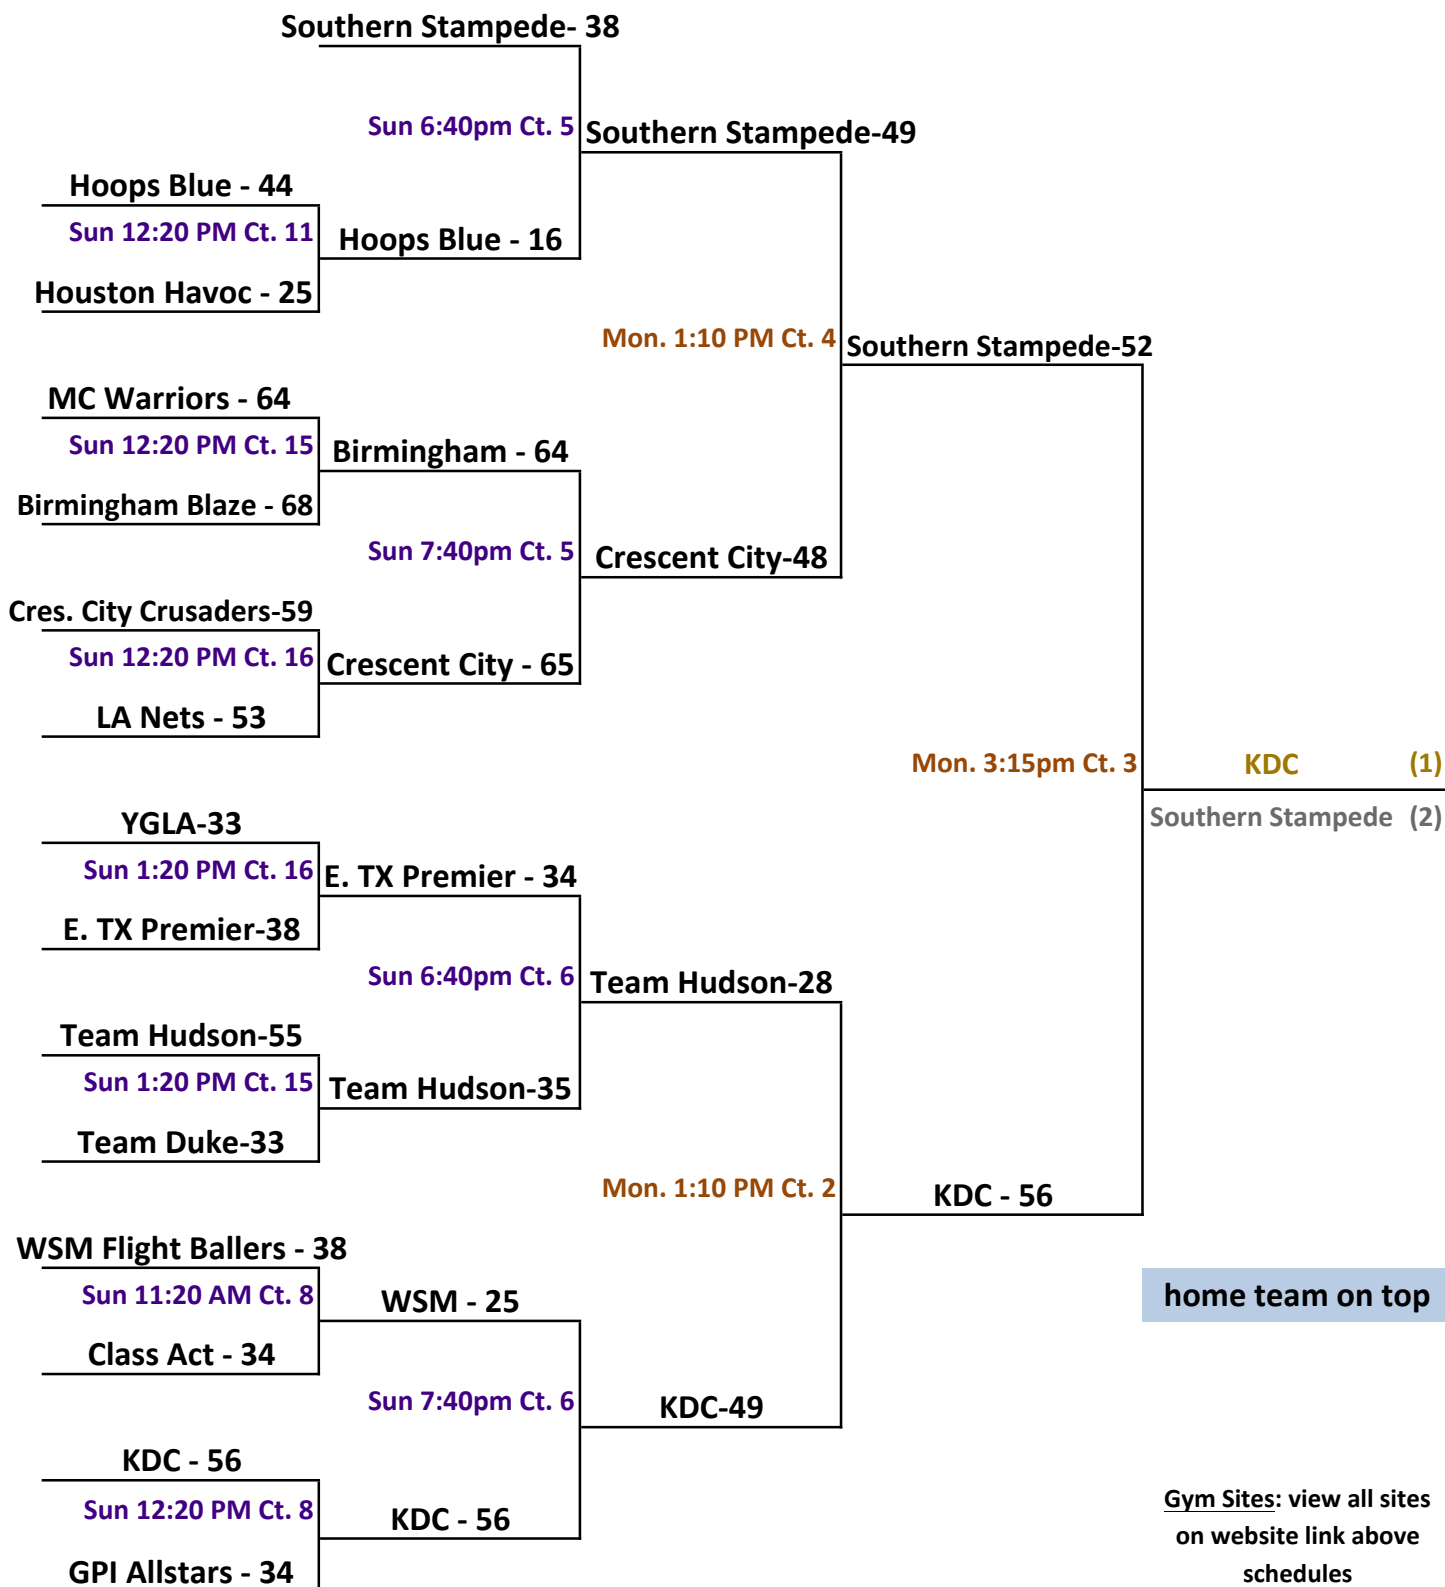 Southern Stampede- 38
Sun 6:40pm Ct. 5
Southern Stampede-49
Hoops Blue - 44
Sun 12:20 PM Ct. 11
Hoops Blue - 16
Houston Havoc - 25
Mon. 1:10 PM Ct. 4
Southern Stampede-52
MC Warriors - 64
Sun 12:20 PM Ct. 15
Birmingham - 64
Birmingham Blaze - 68
Sun 7:40pm Ct. 5
Crescent City-48
Cres. City Crusaders-59
Sun 12:20 PM Ct. 16
Crescent City - 65
LA Nets - 53
Mon. 3:15pm Ct. 3
KDC (1)
Southern Stampede (2)
YGLA-33
Sun 1:20 PM Ct. 16
E. TX Premier - 34
E. TX Premier-38
Sun 6:40pm Ct. 6
Team Hudson-28
Team Hudson-55
Sun 1:20 PM Ct. 15
Team Hudson-35
Team Duke-33
Mon. 1:10 PM Ct. 2
KDC - 56
WSM Flight Ballers - 38
Sun 11:20 AM Ct. 8
WSM - 25
home team on top
Class Act - 34
Sun 7:40pm Ct. 6
KDC-49
KDC - 56
Sun 12:20 PM Ct. 8
KDC - 56
GPI Allstars - 34
Gym Sites: view all sites
on website link above
schedules